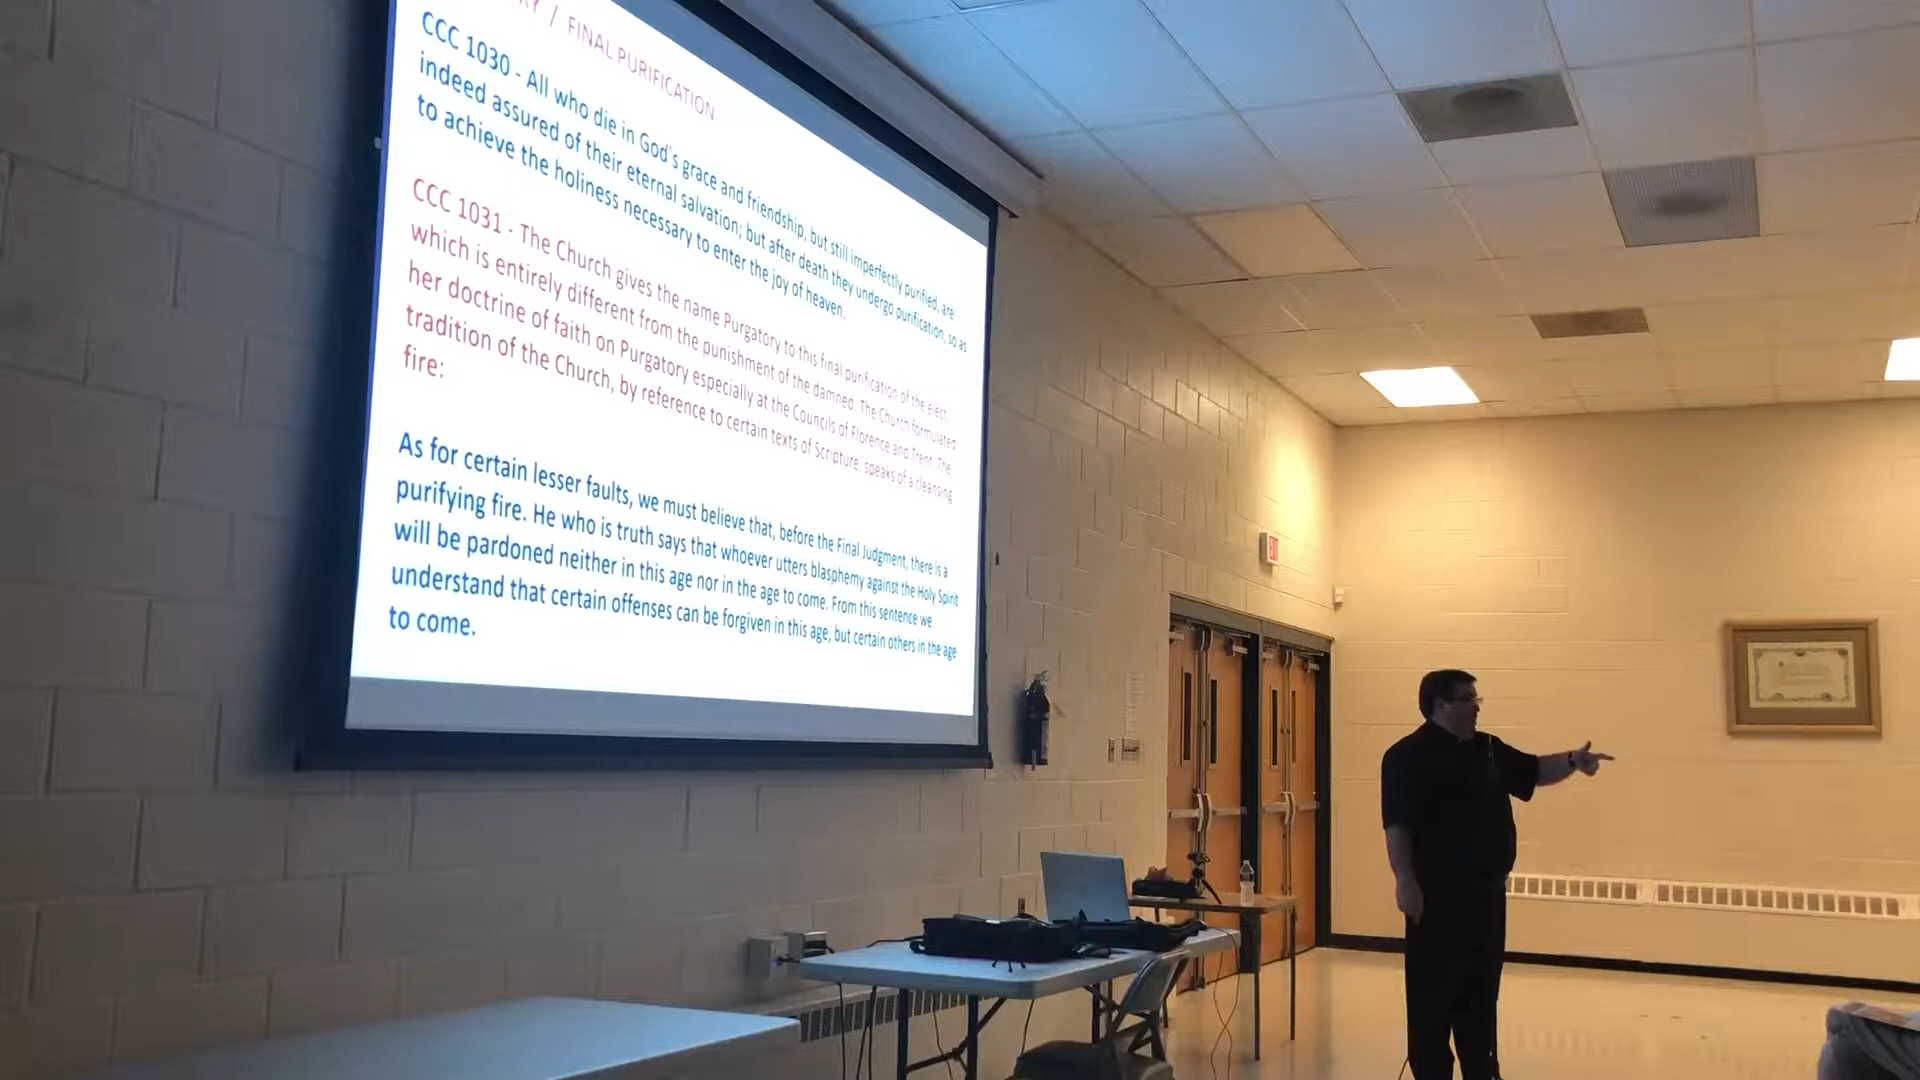 RY / FINAL PURIFICATION
CCC 1030 - All who die in God's grace and friendship, but still imperfectly purified, are
indeed assured of their eternal salvation; but after death they undergo purification, so as
to achieve the holiness necessary to enter the joy of heaven.
CCC 1031 - The Church gives the name Purgatory to this final purification of the elect,
which is entirely different from the punishment of the damned. The Church formulated
her doctrine of faith on Purgatory especially at the Councils of Florence and Trent. The
tradition of the Church, by reference to certain texts of Scripture, speaks of a cleansing
fire:
As for certain lesser faults, we must believe that, before the Final Judgment, there is a
purifying fire. He who is truth says that whoever utters blasphemy against the Holy Spirit
will be pardoned neither in this age nor in the age to come. From this sentence we
understand that certain offenses can be forgiven in this age, but certain others in the age
to come.